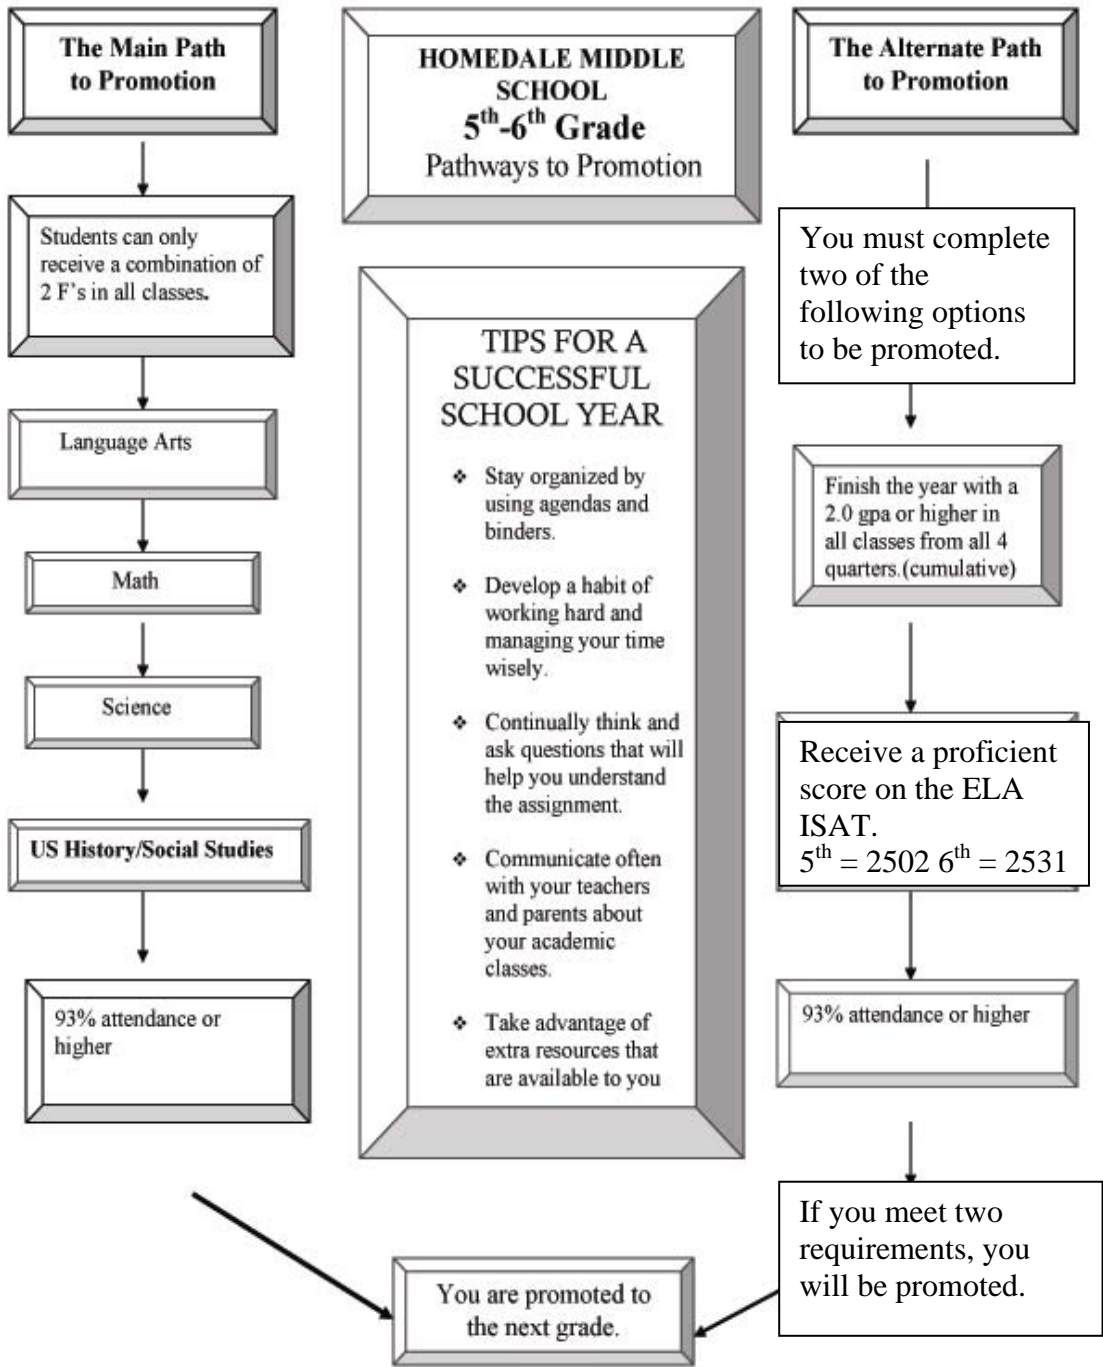 The Main Path
to Promotion
Students can only
receive a combination of
2 F's in all classes.
Language Arts
Math
Science
US History/Social Studies
93% attendance or
higher
HOMEDALE MIDDLE
SCHOOL
5th-6th Grade
Pathways to Promotion
TIPS FOR A
SUCCESSFUL
SCHOOL YEAR
❖ Stay organized by
using agendas and
binders.
❖ Develop a habit of
working hard and
managing your time
wisely.
❖ Continually think and
ask questions that will
help you understand
the assignment.
❖ Communicate often
with your teachers
and parents about
your academic
classes.
❖ Take advantage of
extra resources that
are available to you
The Alternate Path
to Promotion
You must complete
two of the
following options
to be promoted.
Finish the year with a
2.0 gpa or higher in
all classes from all 4
quarters.(cumulative)
Receive a proficient
score on the ELA
ISAT.
5th = 2502 6th = 2531
93% attendance or higher
If you meet two
requirements, you
will be promoted.
You are promoted to
the next grade.